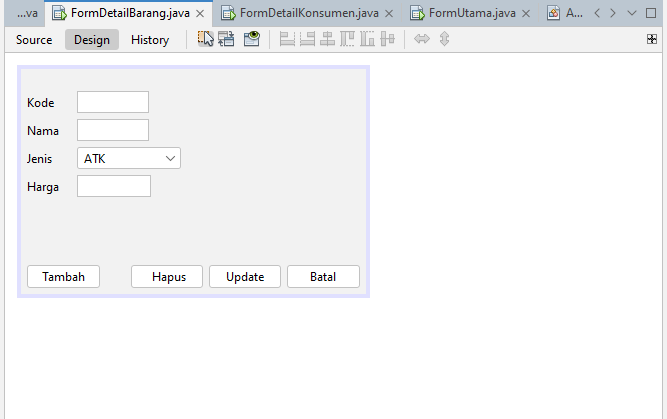 ...va FormDetailBarang.java FormDetailKonsumen.java FormUtama.java A...
Source Design History
Kode
Nama
Jenis ATK
Harga
Tambah Hapus Update Batal